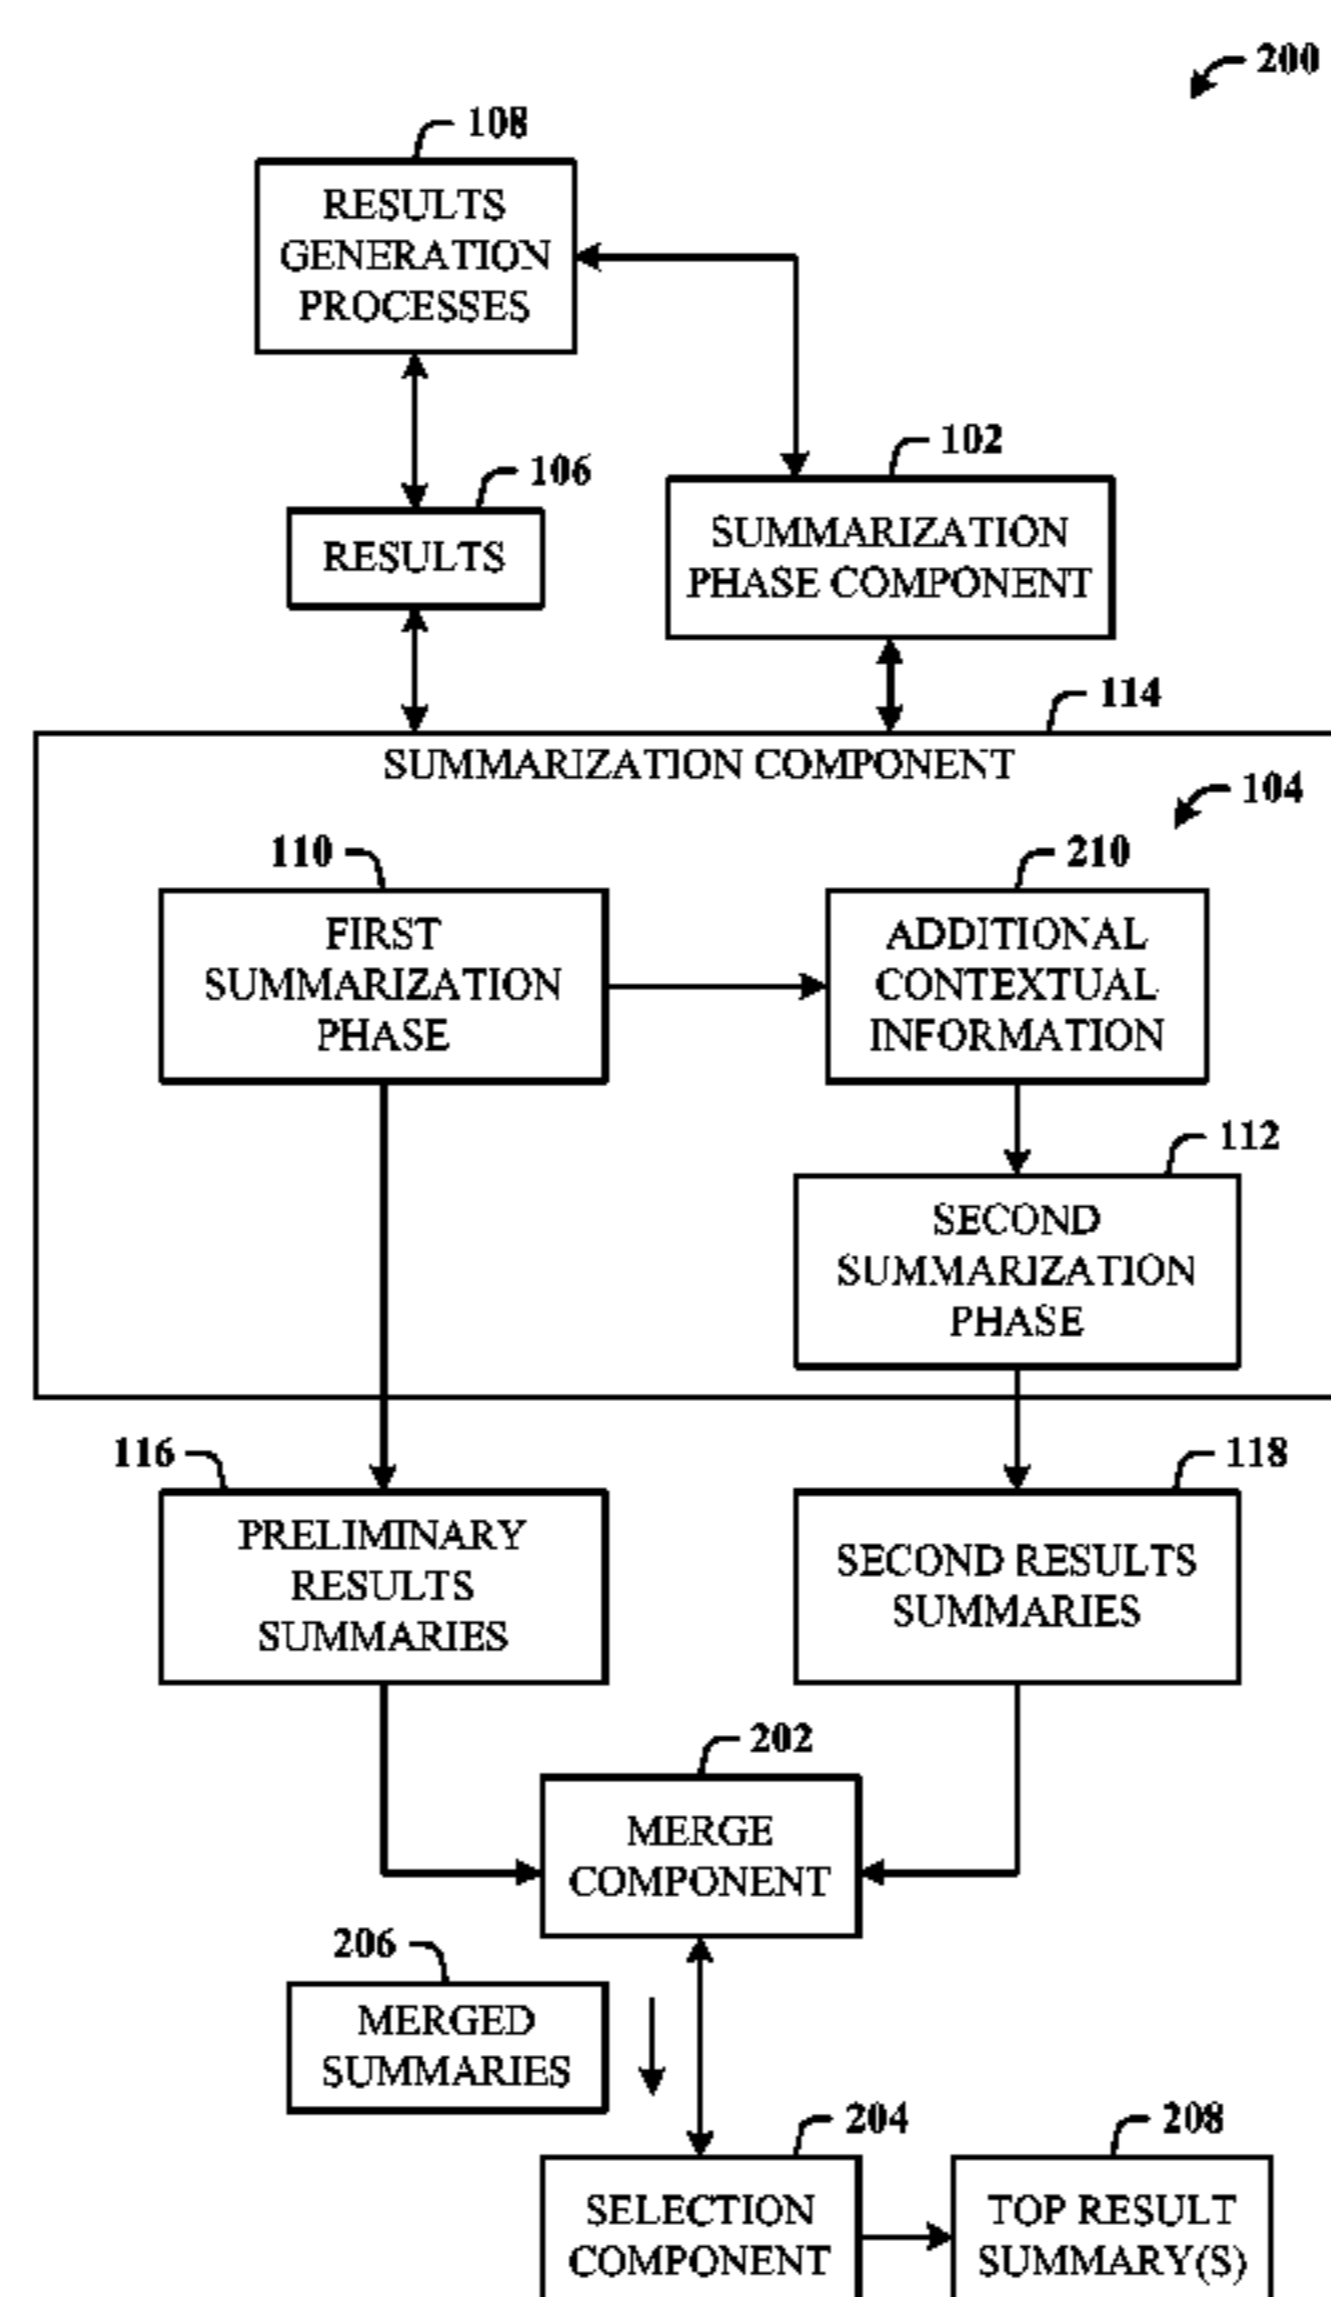 200
108
RESULTS
GENERATION
PROCESSES
102
106
RESULTS
SUMMARIZATION
PHASE COMPONENT
114
SUMMARIZATION COMPONENT
104
110
210
FIRST
SUMMARIZATION
PHASE
ADDITIONAL
CONTEXTUAL
INFORMATION
112
SECOND
SUMMARIZATION
PHASE
116
118
PRELIMINARY
RESULTS
SUMMARIES
SECOND RESULTS
SUMMARIES
202
MERGE
COMPONENT
206
MERGED
SUMMARIES
204
208
SELECTION
COMPONENT
TOP RESULT
SUMMARY(S)